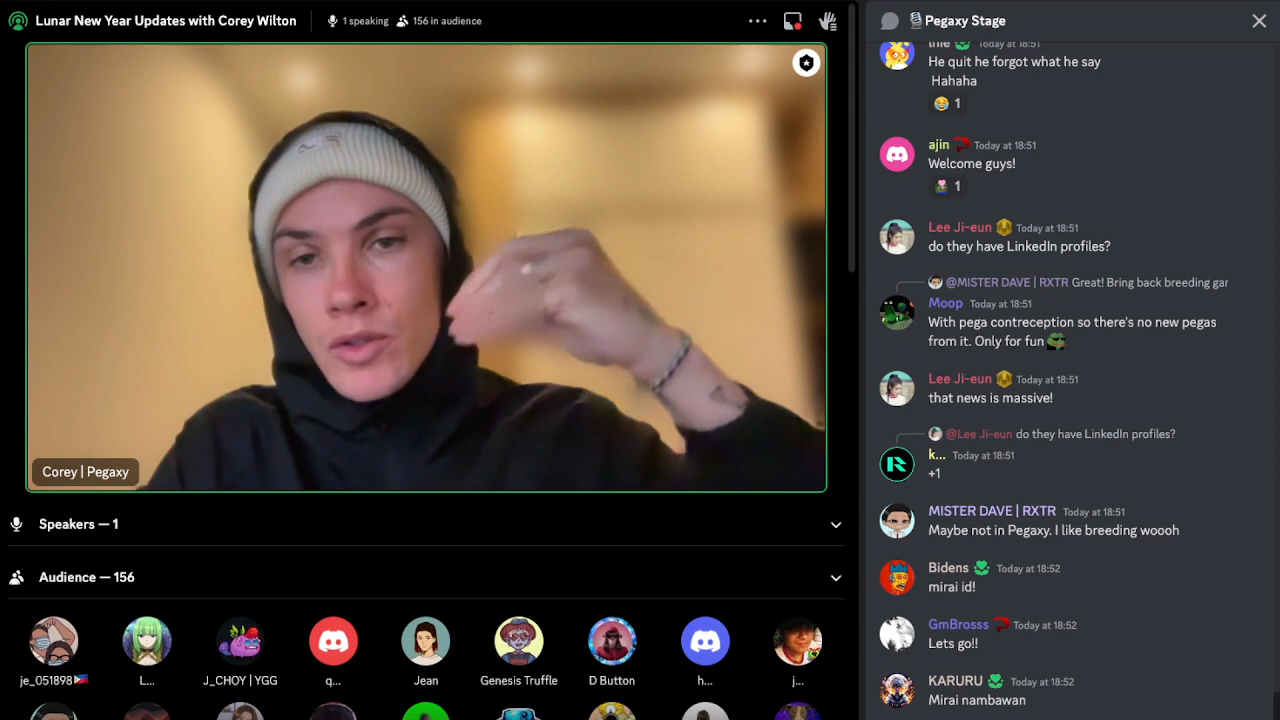 Lunar New Year Updates with Corey Wilton
1 speaking
156 in audience
Corey | Pegaxy
Speakers — 1
Audience — 156
je_051898
L...
J_CHOY | YGG
q...
Jean
Genesis Truffle
D Button
h...
j...
Pegaxy Stage
Today at 18:51
He quit he forgot what he say
Hahaha
1
ajin Today at 18:51
Welcome guys!
1
Lee Ji-eun Today at 18:51
do they have LinkedIn profiles?
@MISTER DAVE | RXTR Great! Bring back breeding gar
Moop Today at 18:51
With pega contreception so there's no new pegas
from it. Only for fun
Lee Ji-eun Today at 18:51
that news is massive!
@Lee Ji-eun do they have LinkedIn profiles?
k... Today at 18:51
+1
MISTER DAVE | RXTR Today at 18:51
Maybe not in Pegaxy. I like breeding woooh
Bidens Today at 18:52
mirai id!
GmBrosss Today at 18:52
Lets go!!
KARURU Today at 18:52
Mirai nambawan